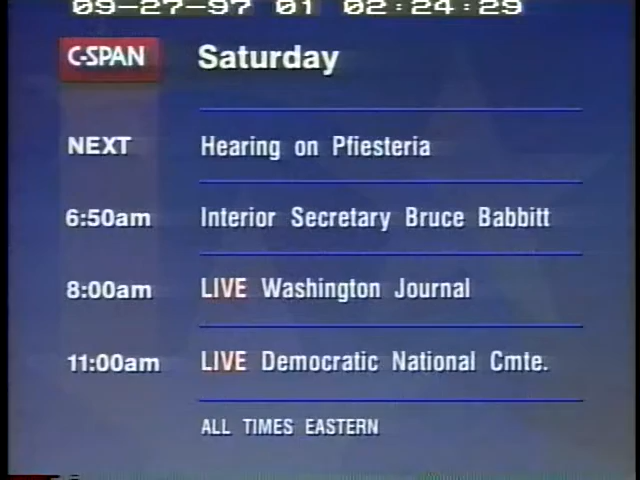 09-27-97 01 02:24:29
C-SPAN Saturday
NEXT Hearing on Pfiesteria
6:50am Interior Secretary Bruce Babbitt
8:00am LIVE Washington Journal
11:00am LIVE Democratic National Cmte.
ALL TIMES EASTERN